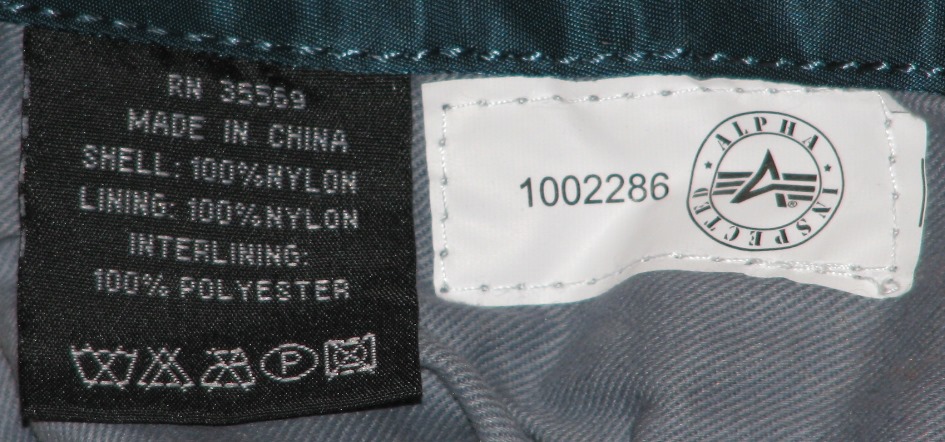 RN 35569
MADE IN CHINA
SHELL: 100%NYLON
LINING: 100%NYLON
INTERLINING:
100% POLYESTER
P
1002286
ALPHA
INSPECTED
®